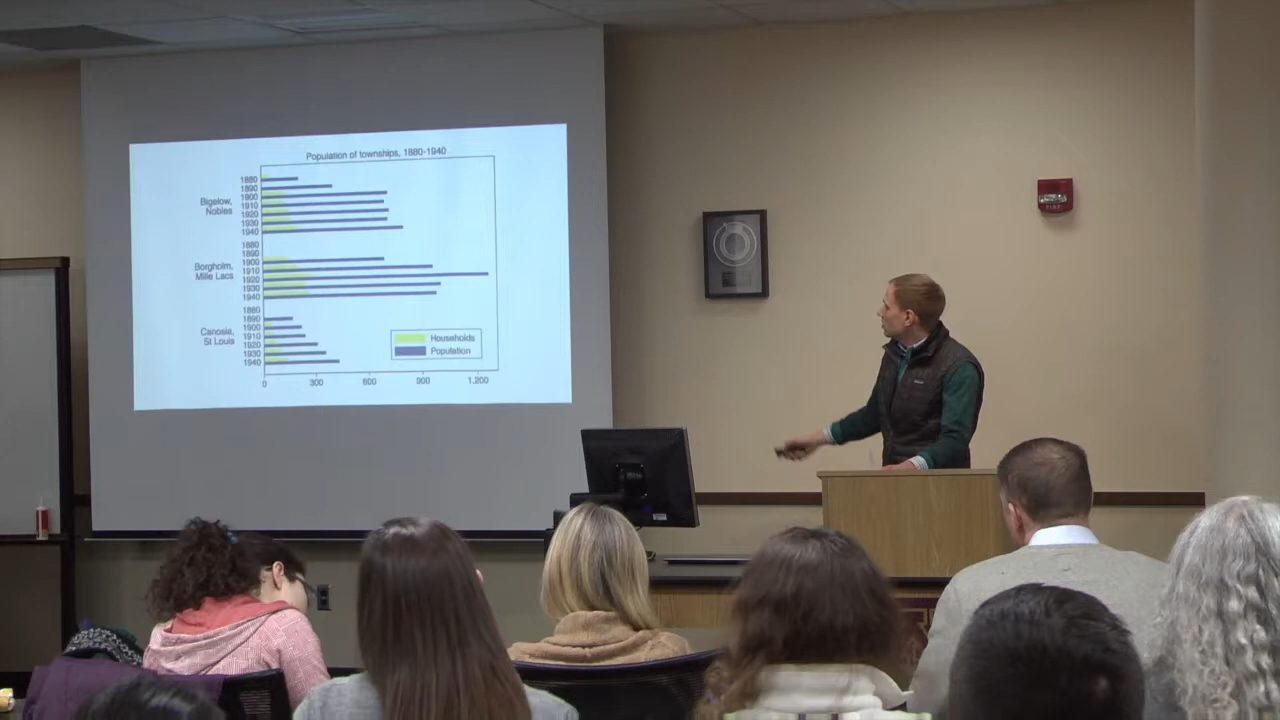 Population of townships, 1880-1940
Bigelow,
Nobles
1880
1890
1900
1910
1920
1930
1940
Borgholm,
Mille Lacs
1880
1890
1900
1910
1920
1930
1940
Canosia,
St Louis
1880
1890
1900
1910
1920
1930
1940
Households
Population
0
300
600
900
1,200
FIRE